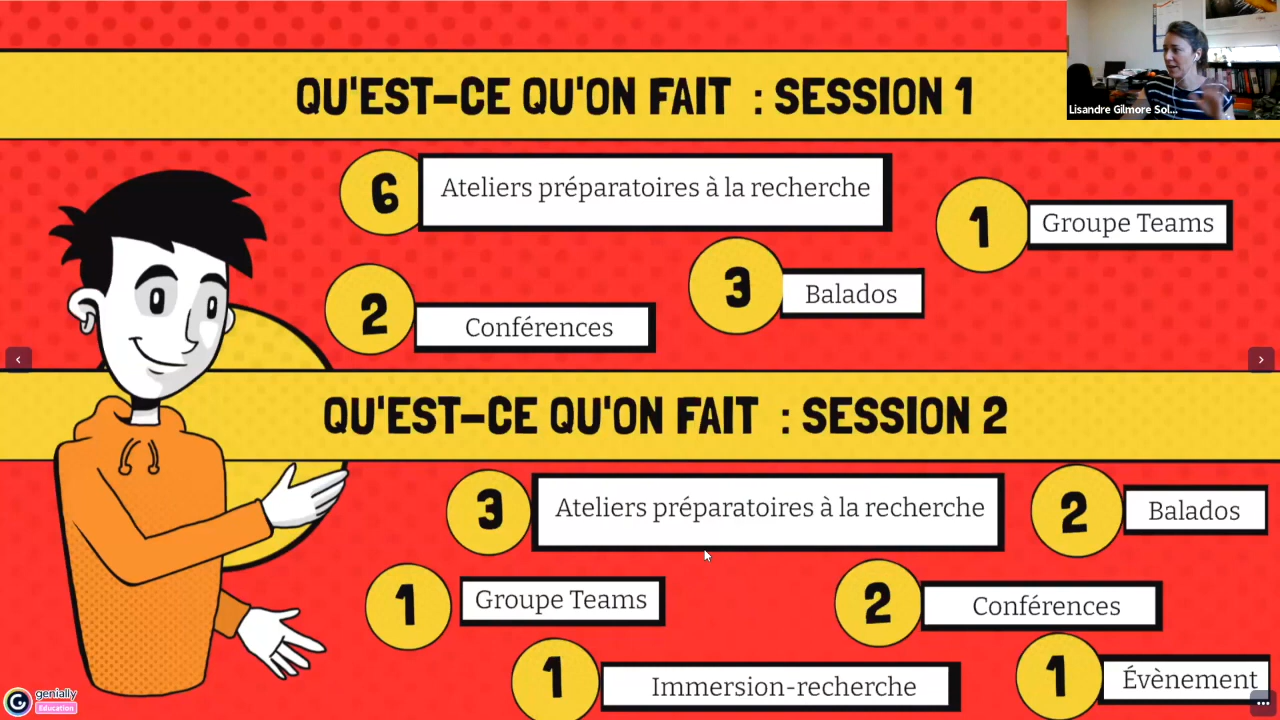 QU'EST-CE QU'ON FAIT : SESSION 1
Lisandre Gilmore Sol...
6 Ateliers préparatoires à la recherche
1 Groupe Teams
3 Balados
2 Conférences
QU'EST-CE QU'ON FAIT : SESSION 2
3 Ateliers préparatoires à la recherche
2 Balados
1 Groupe Teams
2 Conférences
1 Immersion-recherche
1 Évènement
genially
Education